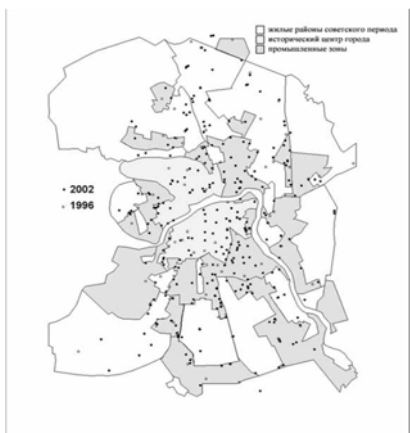 жилые районы советского периода
исторический центр города
промышленные зоны
2002
1996